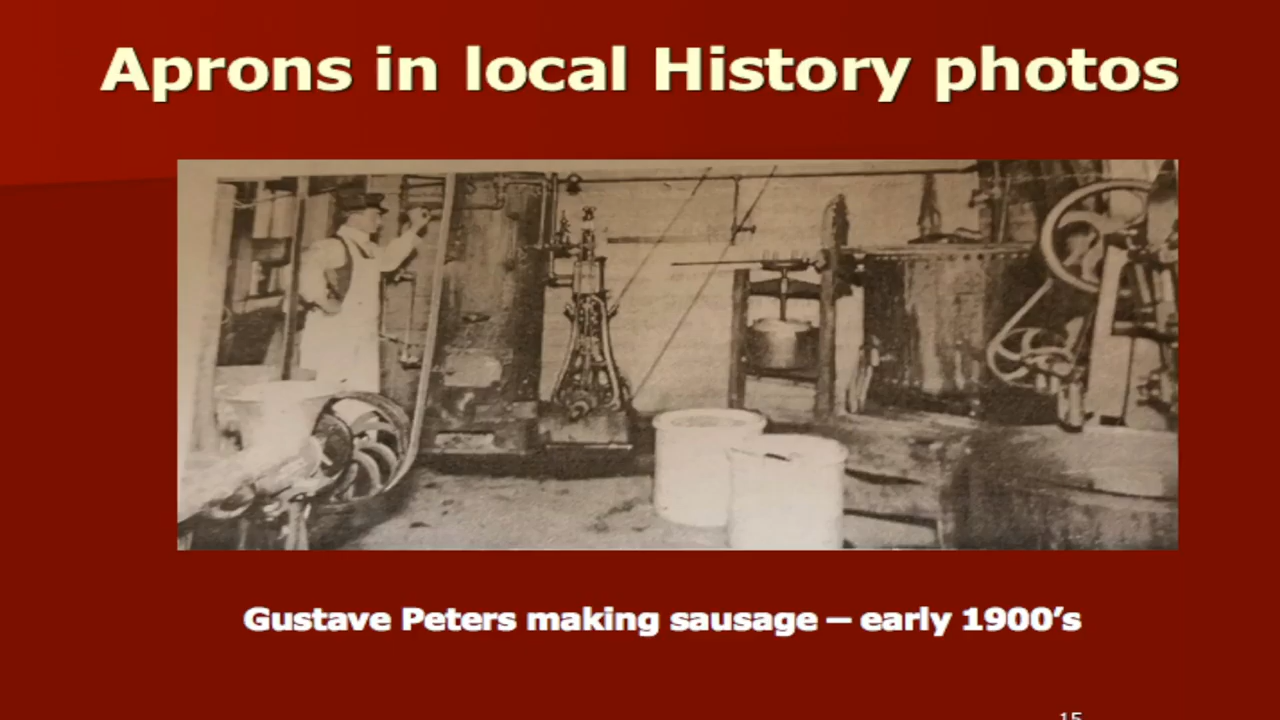 Aprons in local History photos
Gustave Peters making sausage – early 1900’s
15